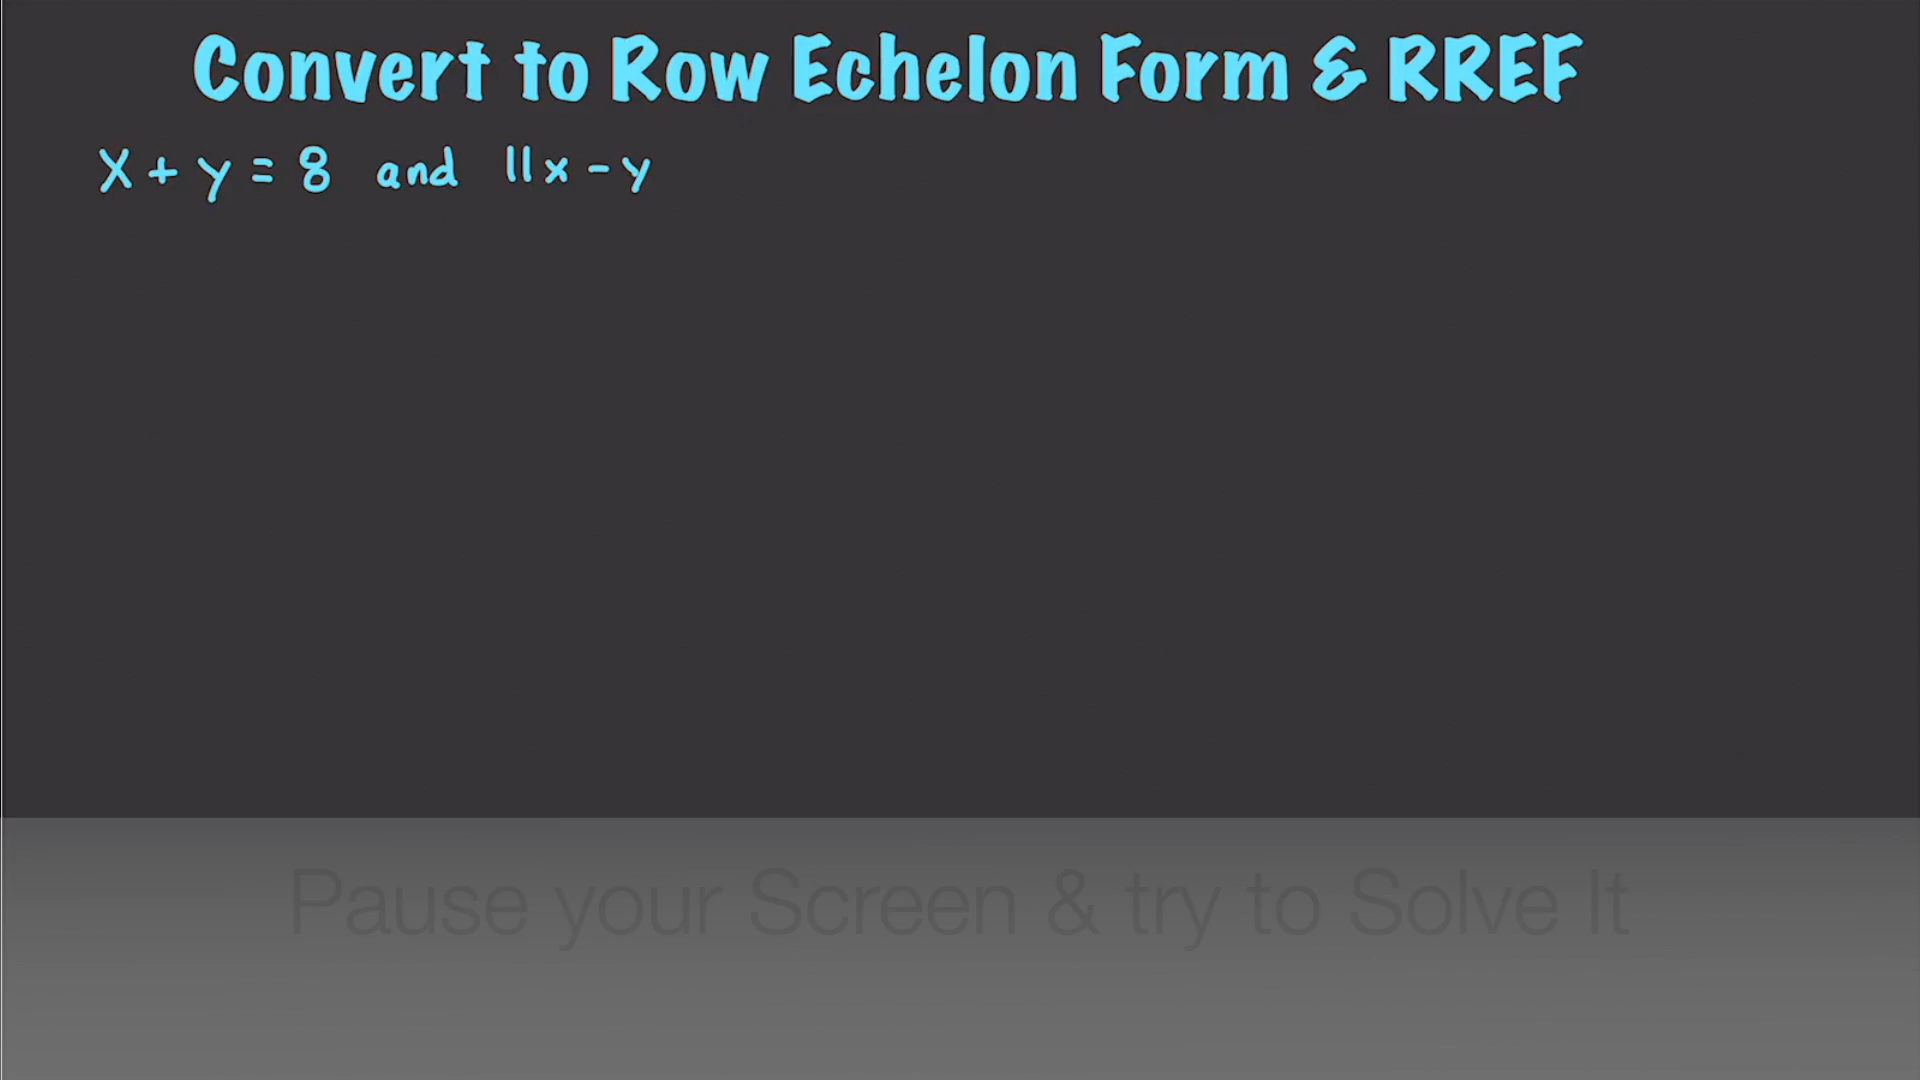 Convert to Row Echelon Form & RREF
x + y = 8 and 11x - y
Pause your Screen & try to Solve It